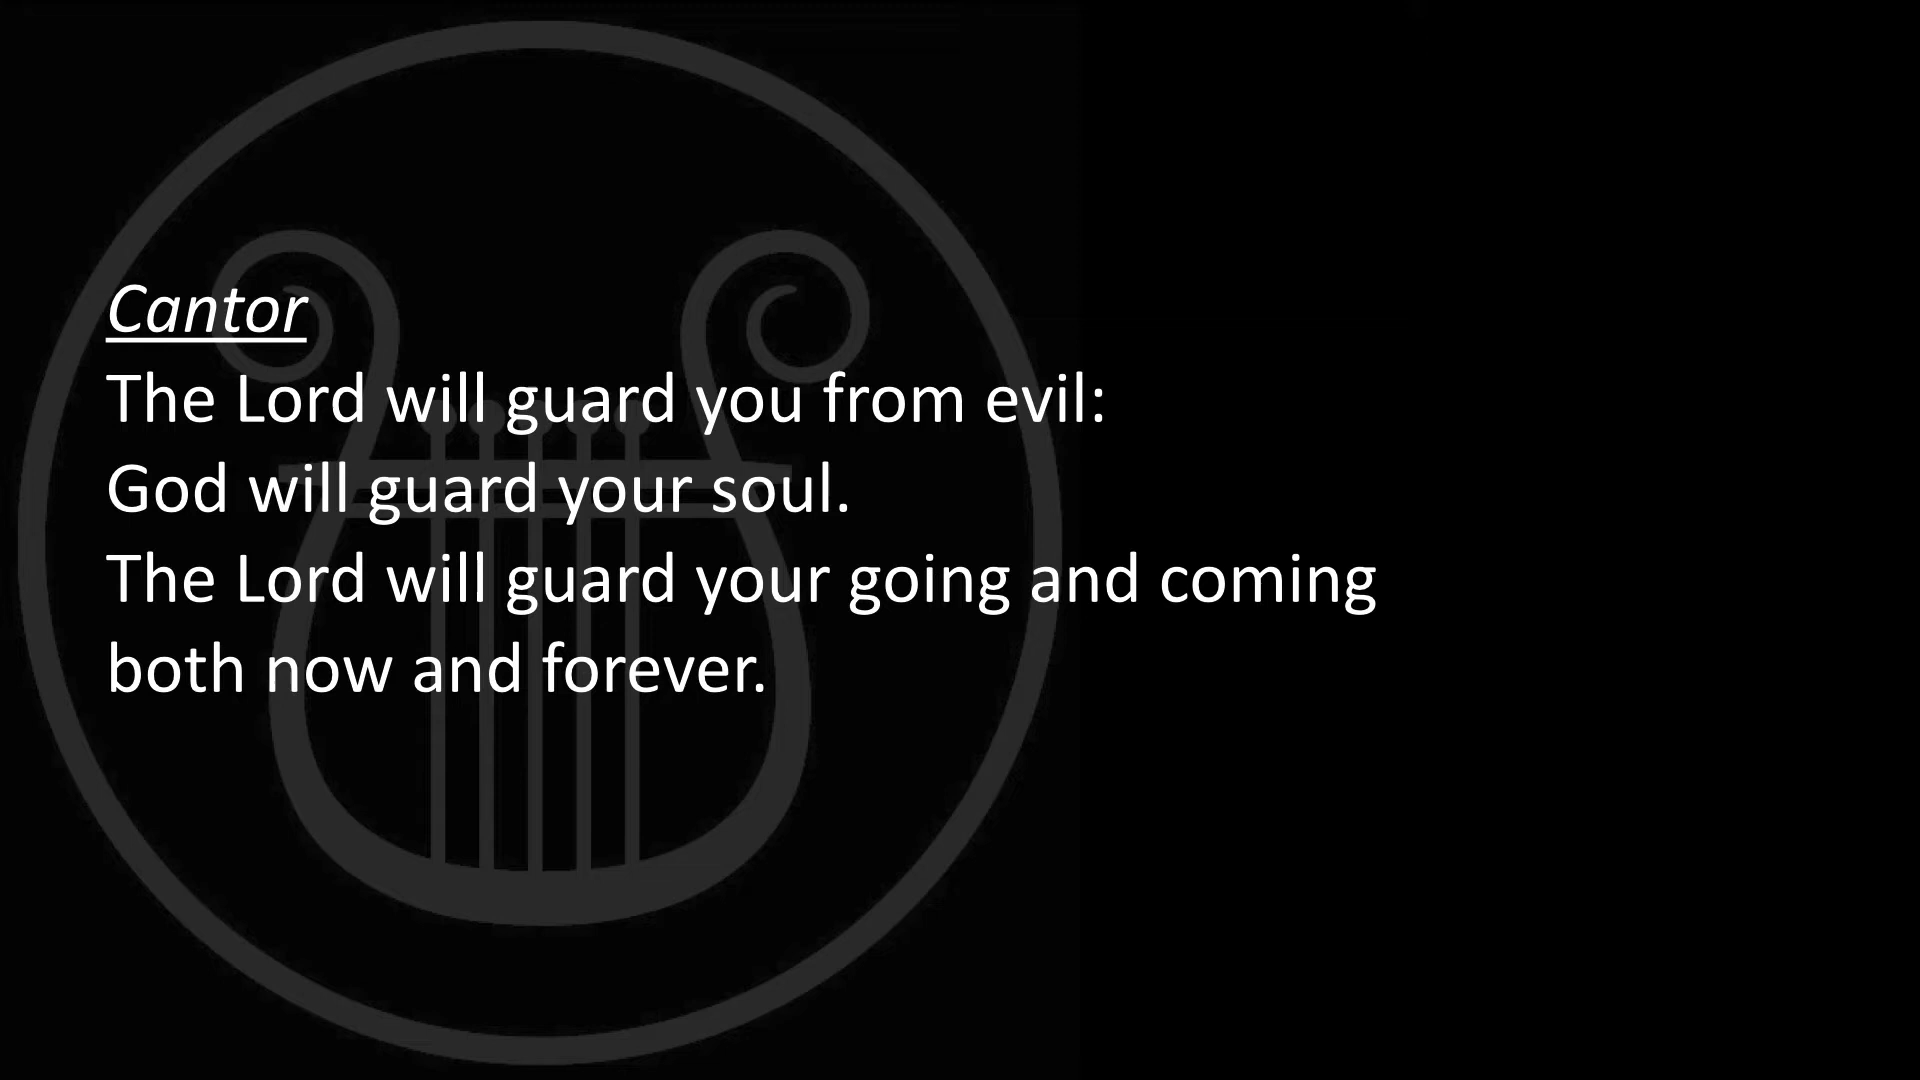 Cantor
The Lord will guard you from evil:
God will guard your soul.
The Lord will guard your going and coming
both now and forever.